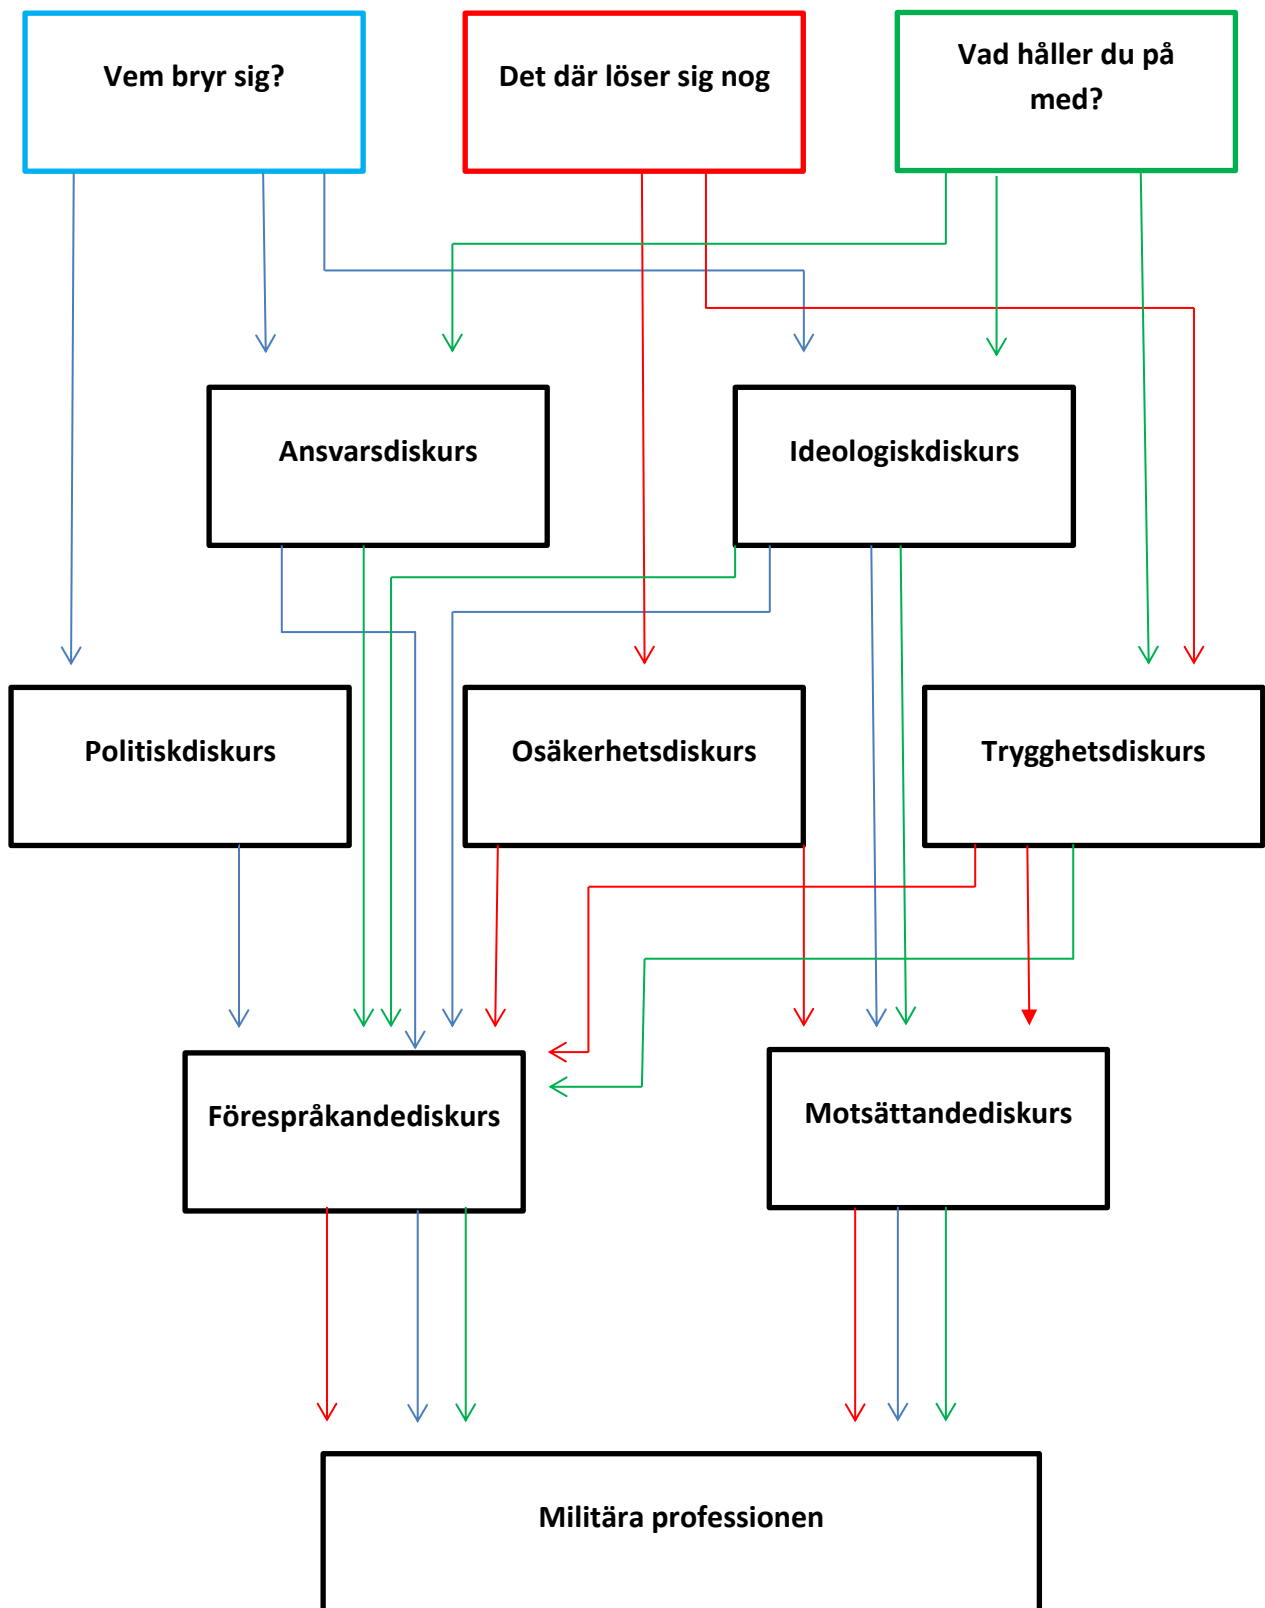 Vem bryr sig?
Det där löser sig nog
Vad håller du på
med?
Ansvarsdiskurs
Ideologiskdiskurs
Politiskdiskurs
Osäkerhetsdiskurs
Trygghetsdiskurs
Förespråkandediskurs
Motsättandediskurs
Militära professionen